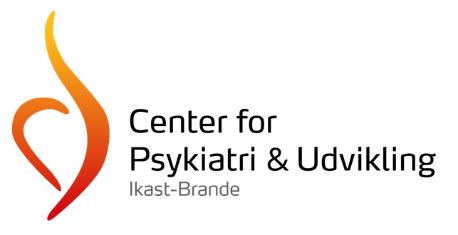 Center for
Psykiatri & Udvikling
Ikast-Brande